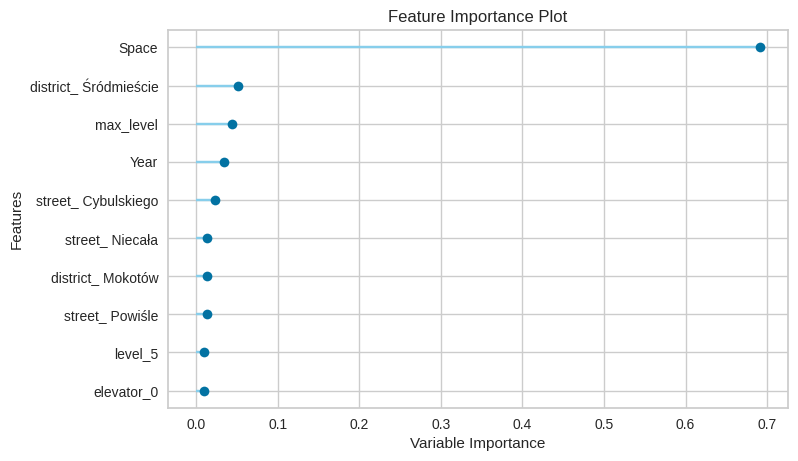 Feature Importance Plot
Features
Space
district_ Śródmieście
max_level
Year
street_ Cybulskiego
street_ Niecała
district_ Mokotów
street_ Powiśle
level_5
elevator_0
0.0 0.1 0.2 0.3 0.4 0.5 0.6 0.7
Variable Importance